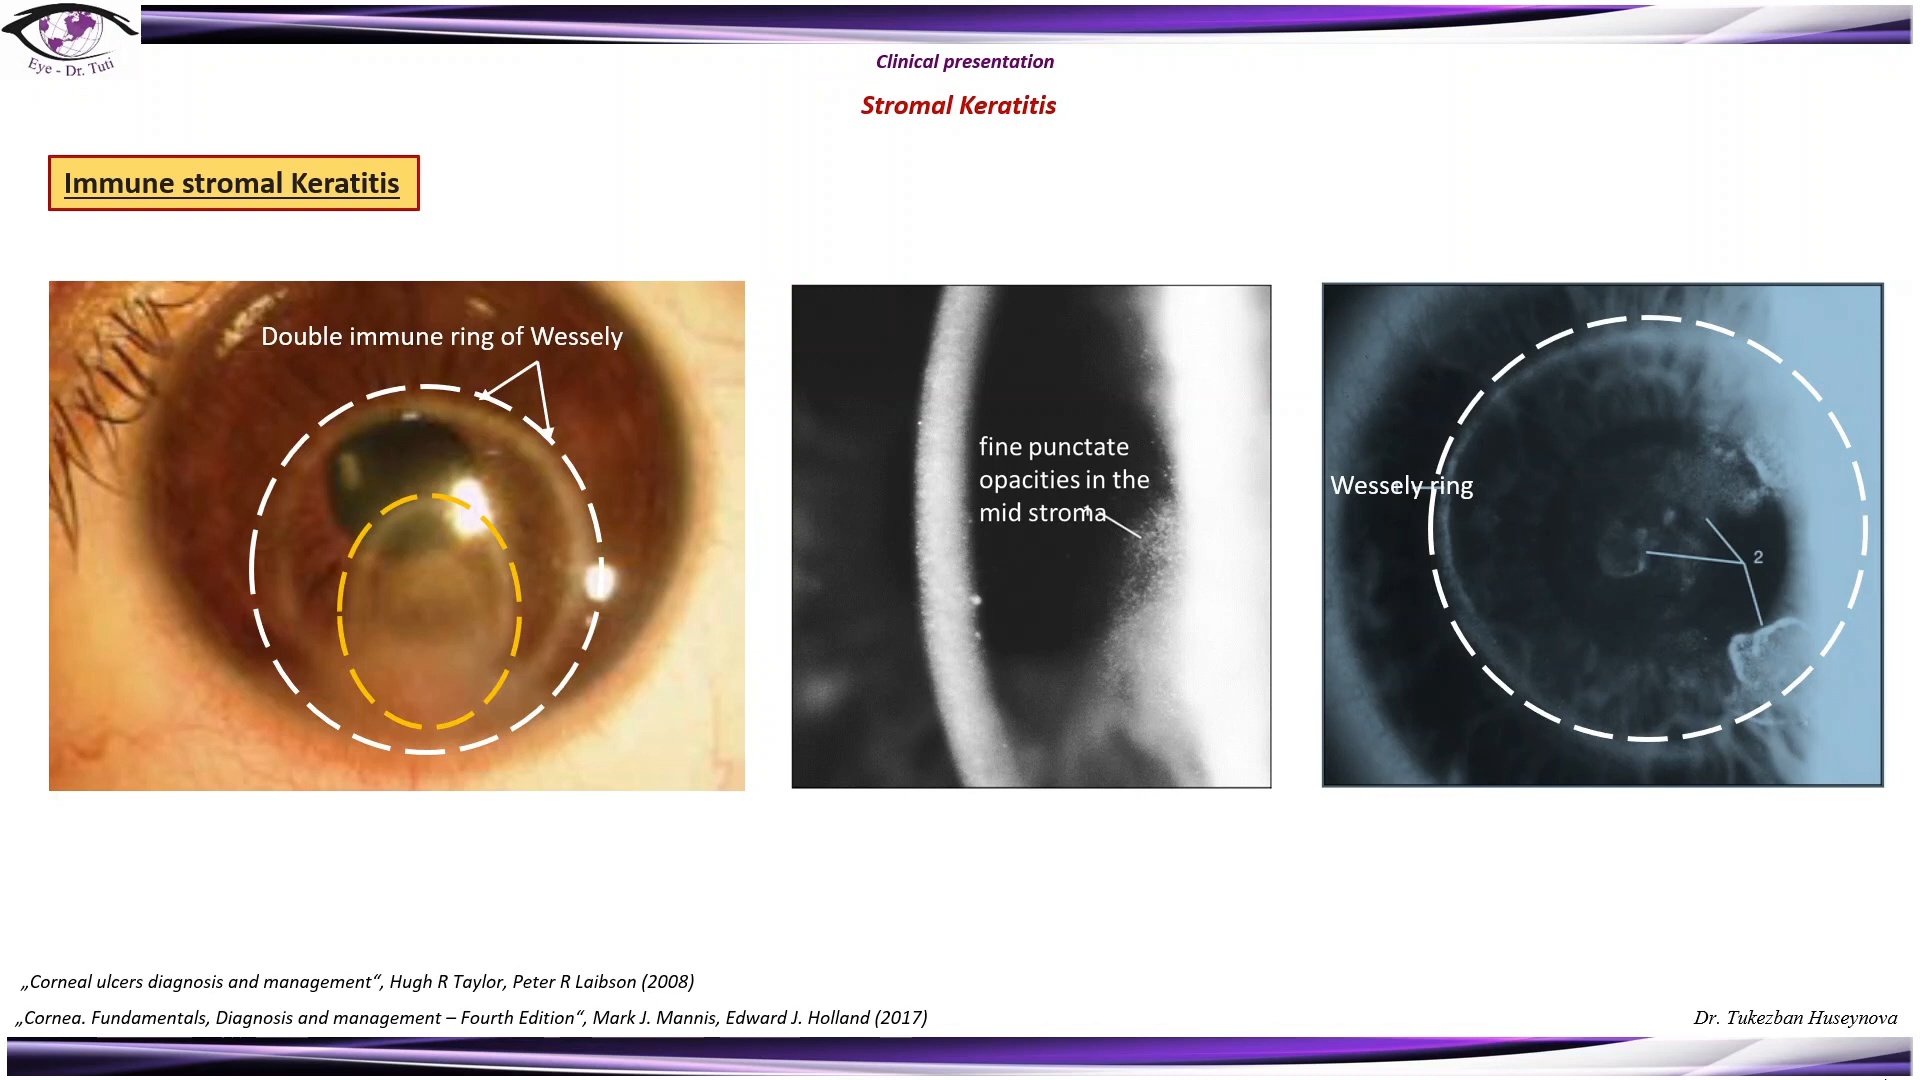 Eye - Dr. Tuti
Clinical presentation
Stromal Keratitis
Immune stromal Keratitis
Double immune ring of Wessely
fine punctate
opacities in the
mid stroma
Wessely ring
2
„Corneal ulcers diagnosis and management“, Hugh R Taylor, Peter R Laibson (2008)
„Cornea. Fundamentals, Diagnosis and management – Fourth Edition“, Mark J. Mannis, Edward J. Holland (2017)
Dr. Tukezban Huseynova